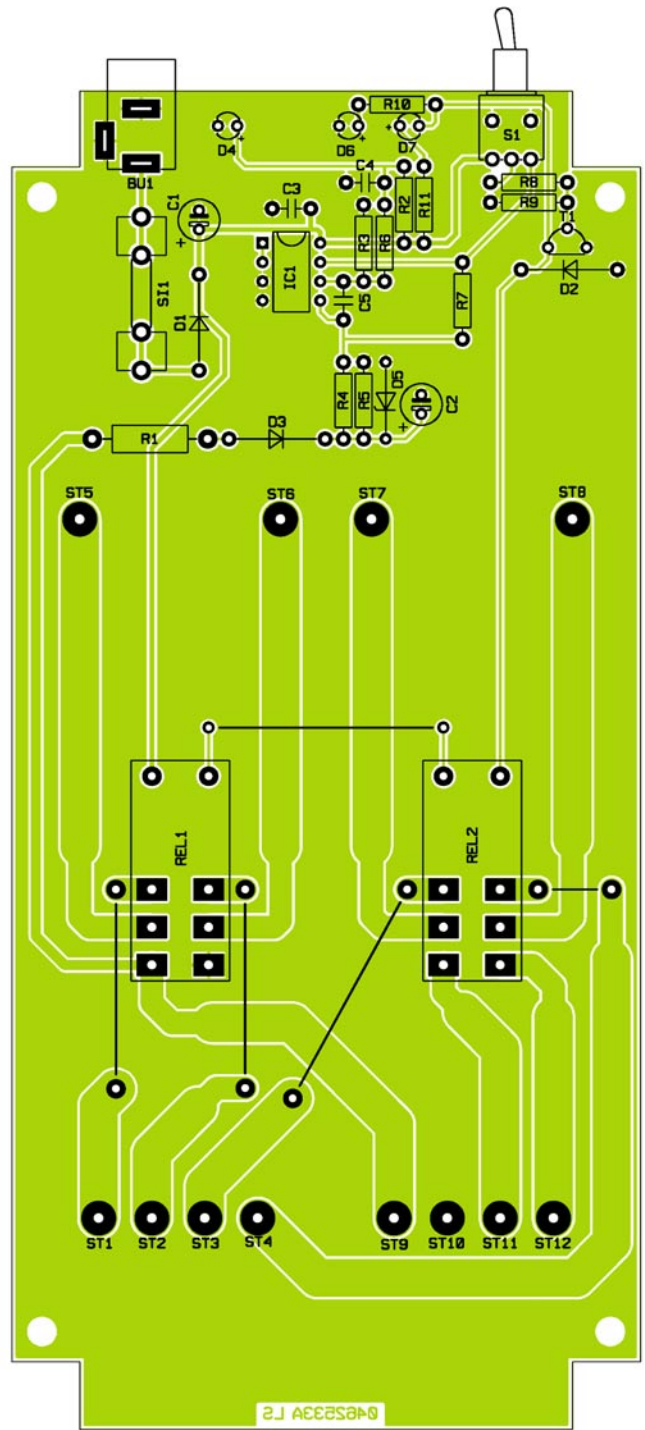 R10
D4
D6
D7
S1
BU1
C4
R8
C1
C3
R2
R11
R9
T1
+
R3
R6
IC1
C5
D2
SI1
D1
R7
R4
R5
D5
C2
+
R1
D3
ST5
ST6
ST7
ST8
REL1
REL2
ST1
ST2
ST3
ST4
ST9
ST10
ST11
ST12
0462533A LS